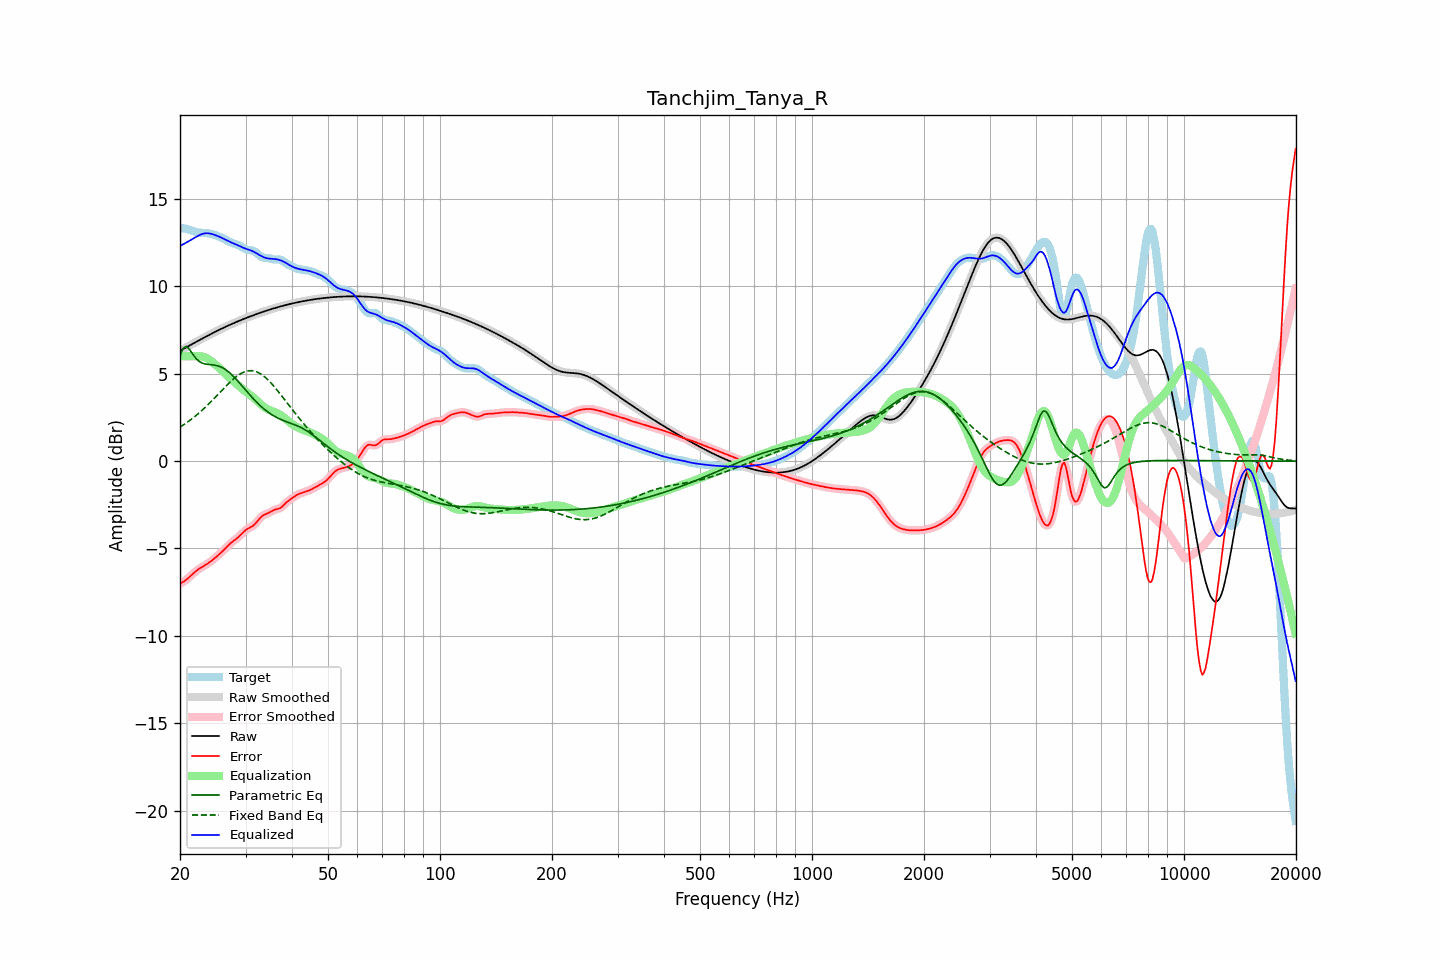 Tanchjim_Tanya_R
Amplitude (dBr)
15
10
5
0
−5
−10
−15
−20
Target
Raw Smoothed
Error Smoothed
Raw
Error
Equalization
Parametric Eq
Fixed Band Eq
Equalized
20 50 100 200 500 1000 2000 5000 10000 20000
Frequency (Hz)